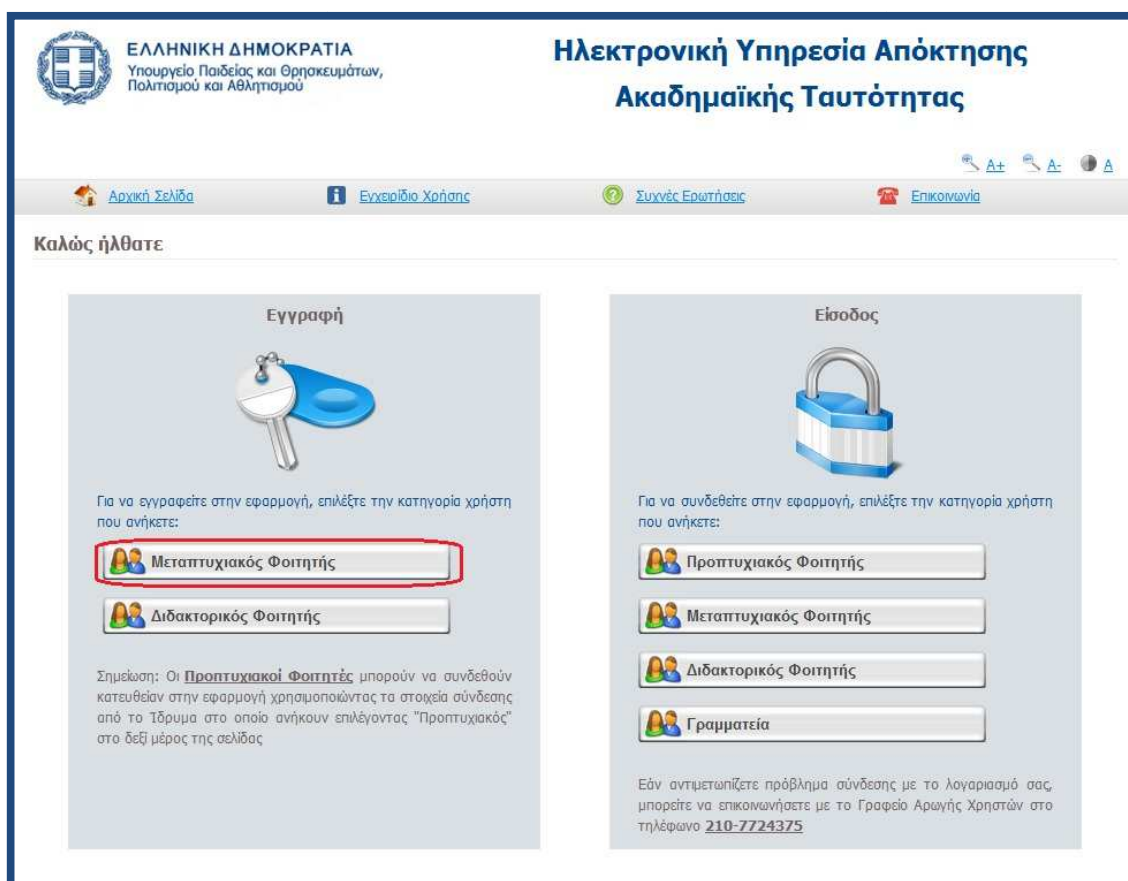 ΕΛΛΗΝΙΚΗ ΔΗΜΟΚΡΑΤΙΑ
Υπουργείο Παιδείας και Θρησκευμάτων,
Πολιτισμού και Αθλητισμού
Ηλεκτρονική Υπηρεσία Απόκτησης
Ακαδημαϊκής Ταυτότητας
A+ A- A
Αρχική Σελίδα Εγχειρίδιο Χρήσης Συχνές Ερωτήσεις Επικοινωνία
Καλώς ήλθατε
Εγγραφή
Για να εγγραφείτε στην εφαρμογή, επιλέξτε την κατηγορία χρήστη
που ανήκετε:
Μεταπτυχιακός Φοιτητής
Διδακτορικός Φοιτητής
Σημείωση: Οι Προπτυχιακοί Φοιτητές μπορούν να συνδεθούν
κατευθείαν στην εφαρμογή χρησιμοποιώντας τα στοιχεία σύνδεσης
από το Ίδρυμα στο οποίο ανήκουν επιλέγοντας "Προπτυχιακός"
στο δεξί μέρος της σελίδας
Είσοδος
Για να συνδεθείτε στην εφαρμογή, επιλέξτε την κατηγορία χρήστη
που ανήκετε:
Προπτυχιακός Φοιτητής
Μεταπτυχιακός Φοιτητής
Διδακτορικός Φοιτητής
Γραμματεία
Εάν αντιμετωπίζετε πρόβλημα σύνδεσης με το λογαριασμό σας,
μπορείτε να επικοινωνήσετε με το Γραφείο Αρωγής Χρηστών στο
τηλέφωνο 210-7724375